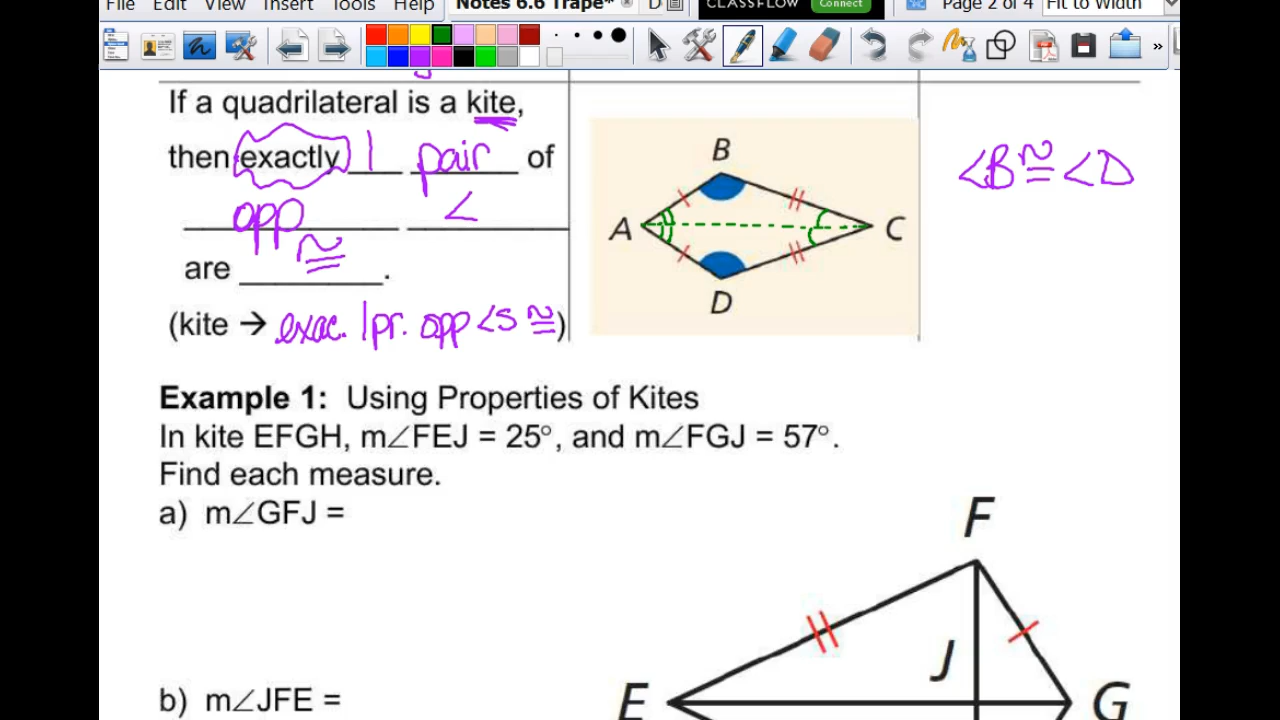 File Edit View Insert Tools Help Notes 6.6 Trape* D CLASSFLOW Connect Page 2 of 4 Fit to Width
If a quadrilateral is a kite,
then exactly 1 pair of
opp <
are ≅.
(kite → exac. 1 pr. opp <s ≅)
B
A
C
D
<B ≅ <D
Example 1: Using Properties of Kites
In kite EFGH, m∠FEJ = 25°, and m∠FGJ = 57°.
Find each measure.
a) m∠GFJ =
F
J
b) m∠JFE =
E
G